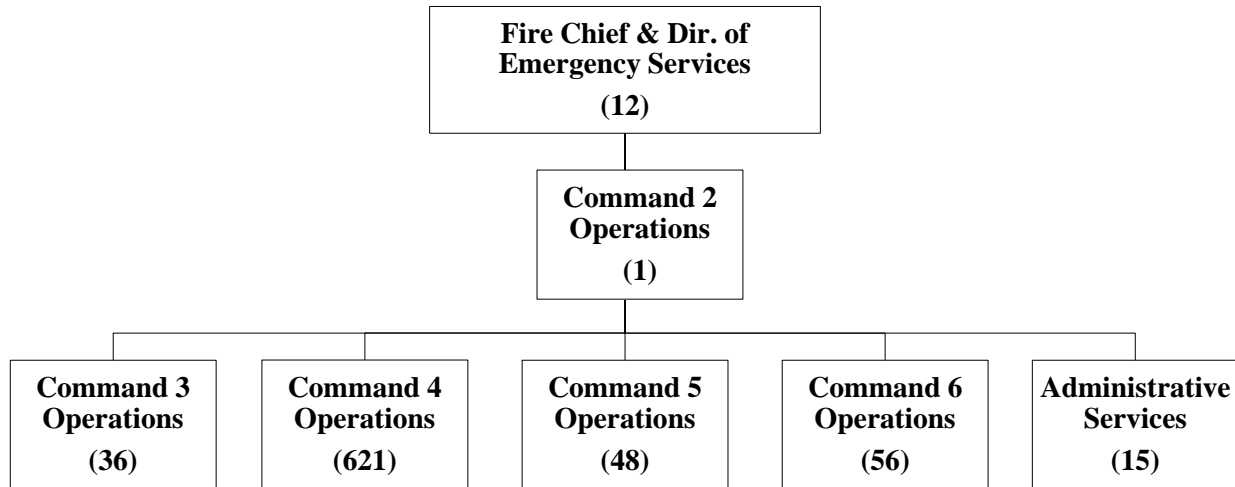 Fire Chief & Dir. of
Emergency Services
(12)
Command 2
Operations
(1)
Command 3
Operations
(36)
Command 4
Operations
(621)
Command 5
Operations
(48)
Command 6
Operations
(56)
Administrative
Services
(15)